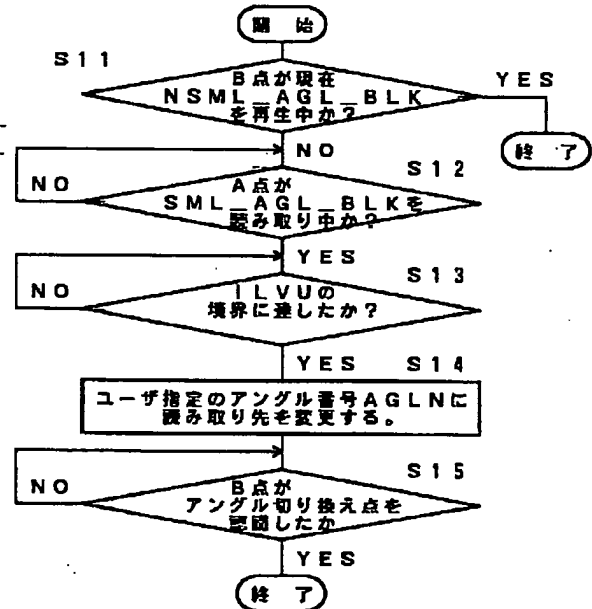 開 始
S11
B点が現在
NSML_AGL_BLK
を再生中か？
YES
終 了
NO
S12
A点が
SML_AGL_BLKを
読み取り中か？
NO
YES
S13
ILVUの
境界に達したか？
NO
YES
S14
ユーザ指定のアングル番号AGLNに
読み取り先を変更する。
S15
B点が
アングル切り換え点を
認図したか
NO
YES
終 了